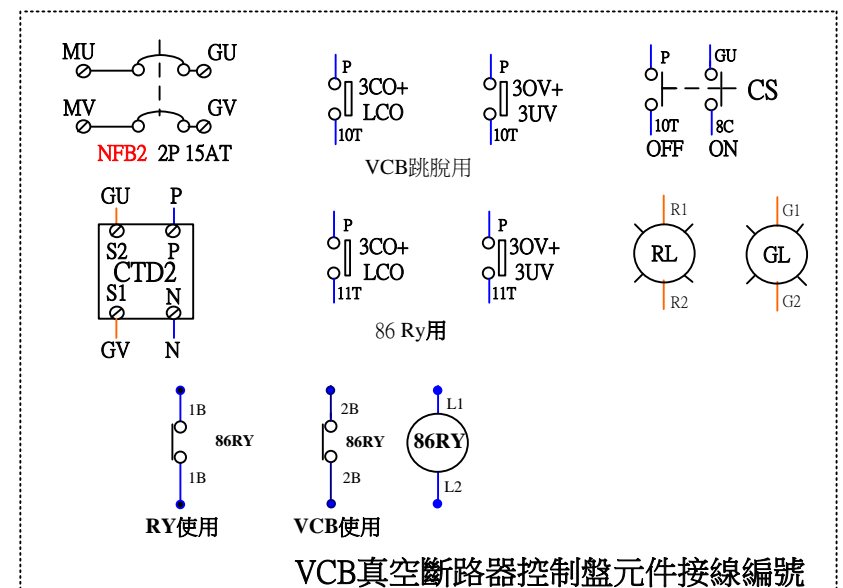 MU GU
MV GV
NFB2 2P 15AT
P
3CO+
LCO
10T
P
3OV+
3UV
10T
VCB跳脫用
P GU
CS
10T 8C
OFF ON
GU P
S2 P
CTD2
S1 N
GV N
P
3CO+
LCO
11T
P
3OV+
3UV
11T
86 Ry用
R1
RL
R2
G1
GL
G2
1B
86RY
1B
RY使用
2B
86RY
2B
VCB使用
L1
86RY
L2
VCB真空斷路器控制盤元件接線編號